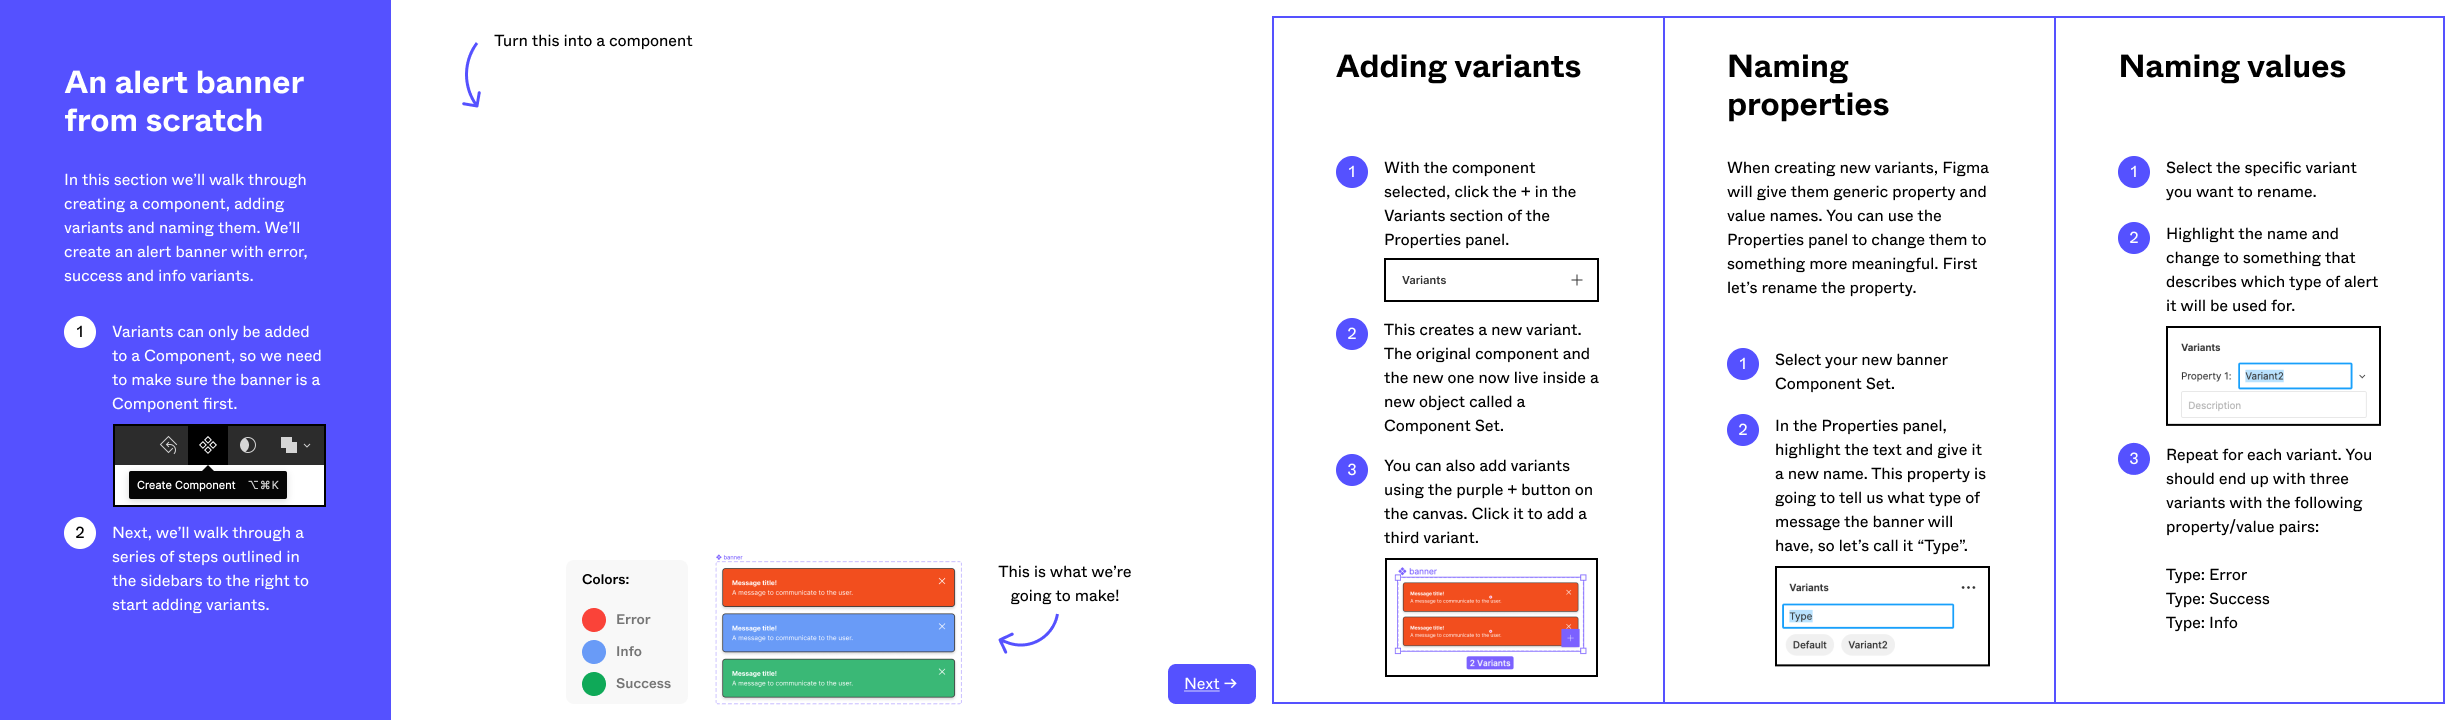 An alert banner
from scratch
In this section we'll walk through
creating a component, adding
variants and naming them. We'll
create an alert banner with error,
success and info variants.
1
Variants can only be added
to a Component, so we need
to make sure the banner is a
Component first.
Create Component ⌥⌘K
2
Next, we'll walk through a
series of steps outlined in
the sidebars to the right to
start adding variants.
Turn this into a component
Colors:
Error
Info
Success
banner
Message title!
A message to communicate to the user.
Message title!
A message to communicate to the user.
Message title!
A message to communicate to the user.
This is what we're
going to make!
Next →
Adding variants
1
With the component
selected, click the + in the
Variants section of the
Properties panel.
Variants +
2
This creates a new variant.
The original component and
the new one now live inside a
new object called a
Component Set.
3
You can also add variants
using the purple + button on
the canvas. Click it to add a
third variant.
banner
Message title!
A message to communicate to the user.
Message title!
A message to communicate to the user.
+
2 Variants
Naming
properties
When creating new variants, Figma
will give them generic property and
value names. You can use the
Properties panel to change them to
something more meaningful. First
let's rename the property.
1
Select your new banner
Component Set.
2
In the Properties panel,
highlight the text and give it
a new name. This property is
going to tell us what type of
message the banner will
have, so let's call it “Type”.
Variants
Type
Default Variant2
Naming values
1
Select the specific variant
you want to rename.
2
Highlight the name and
change to something that
describes which type of alert
it will be used for.
Variants
Property 1: Variant2
Description
3
Repeat for each variant. You
should end up with three
variants with the following
property/value pairs:
Type: Error
Type: Success
Type: Info